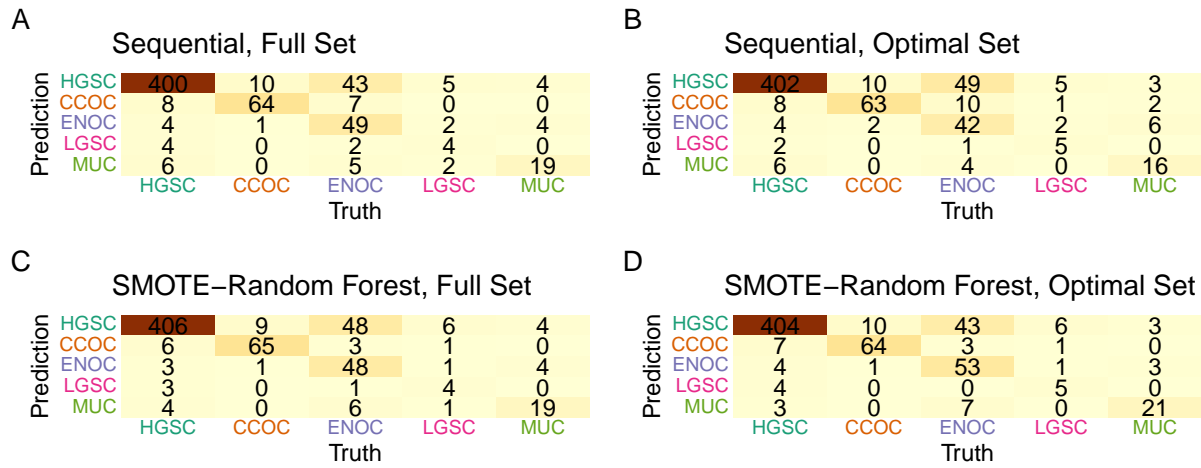 A
Sequential, Full Set
Prediction
HGSC 400 10 43 5 4
CCOC 8 64 7 0 0
ENOC 4 1 49 2 4
LGSC 4 0 2 4 0
MUC 6 0 5 2 19
HGSC CCOC ENOC LGSC MUC
Truth
B
Sequential, Optimal Set
Prediction
HGSC 402 10 49 5 3
CCOC 8 63 10 1 2
ENOC 4 2 42 2 6
LGSC 2 0 1 5 0
MUC 6 0 4 0 16
HGSC CCOC ENOC LGSC MUC
Truth
C
SMOTE−Random Forest, Full Set
Prediction
HGSC 406 9 48 6 4
CCOC 6 65 3 1 0
ENOC 3 1 48 1 4
LGSC 3 0 1 4 0
MUC 4 0 6 1 19
HGSC CCOC ENOC LGSC MUC
Truth
D
SMOTE−Random Forest, Optimal Set
Prediction
HGSC 404 10 43 6 3
CCOC 7 64 3 1 0
ENOC 4 1 53 1 3
LGSC 4 0 0 5 0
MUC 3 0 7 0 21
HGSC CCOC ENOC LGSC MUC
Truth